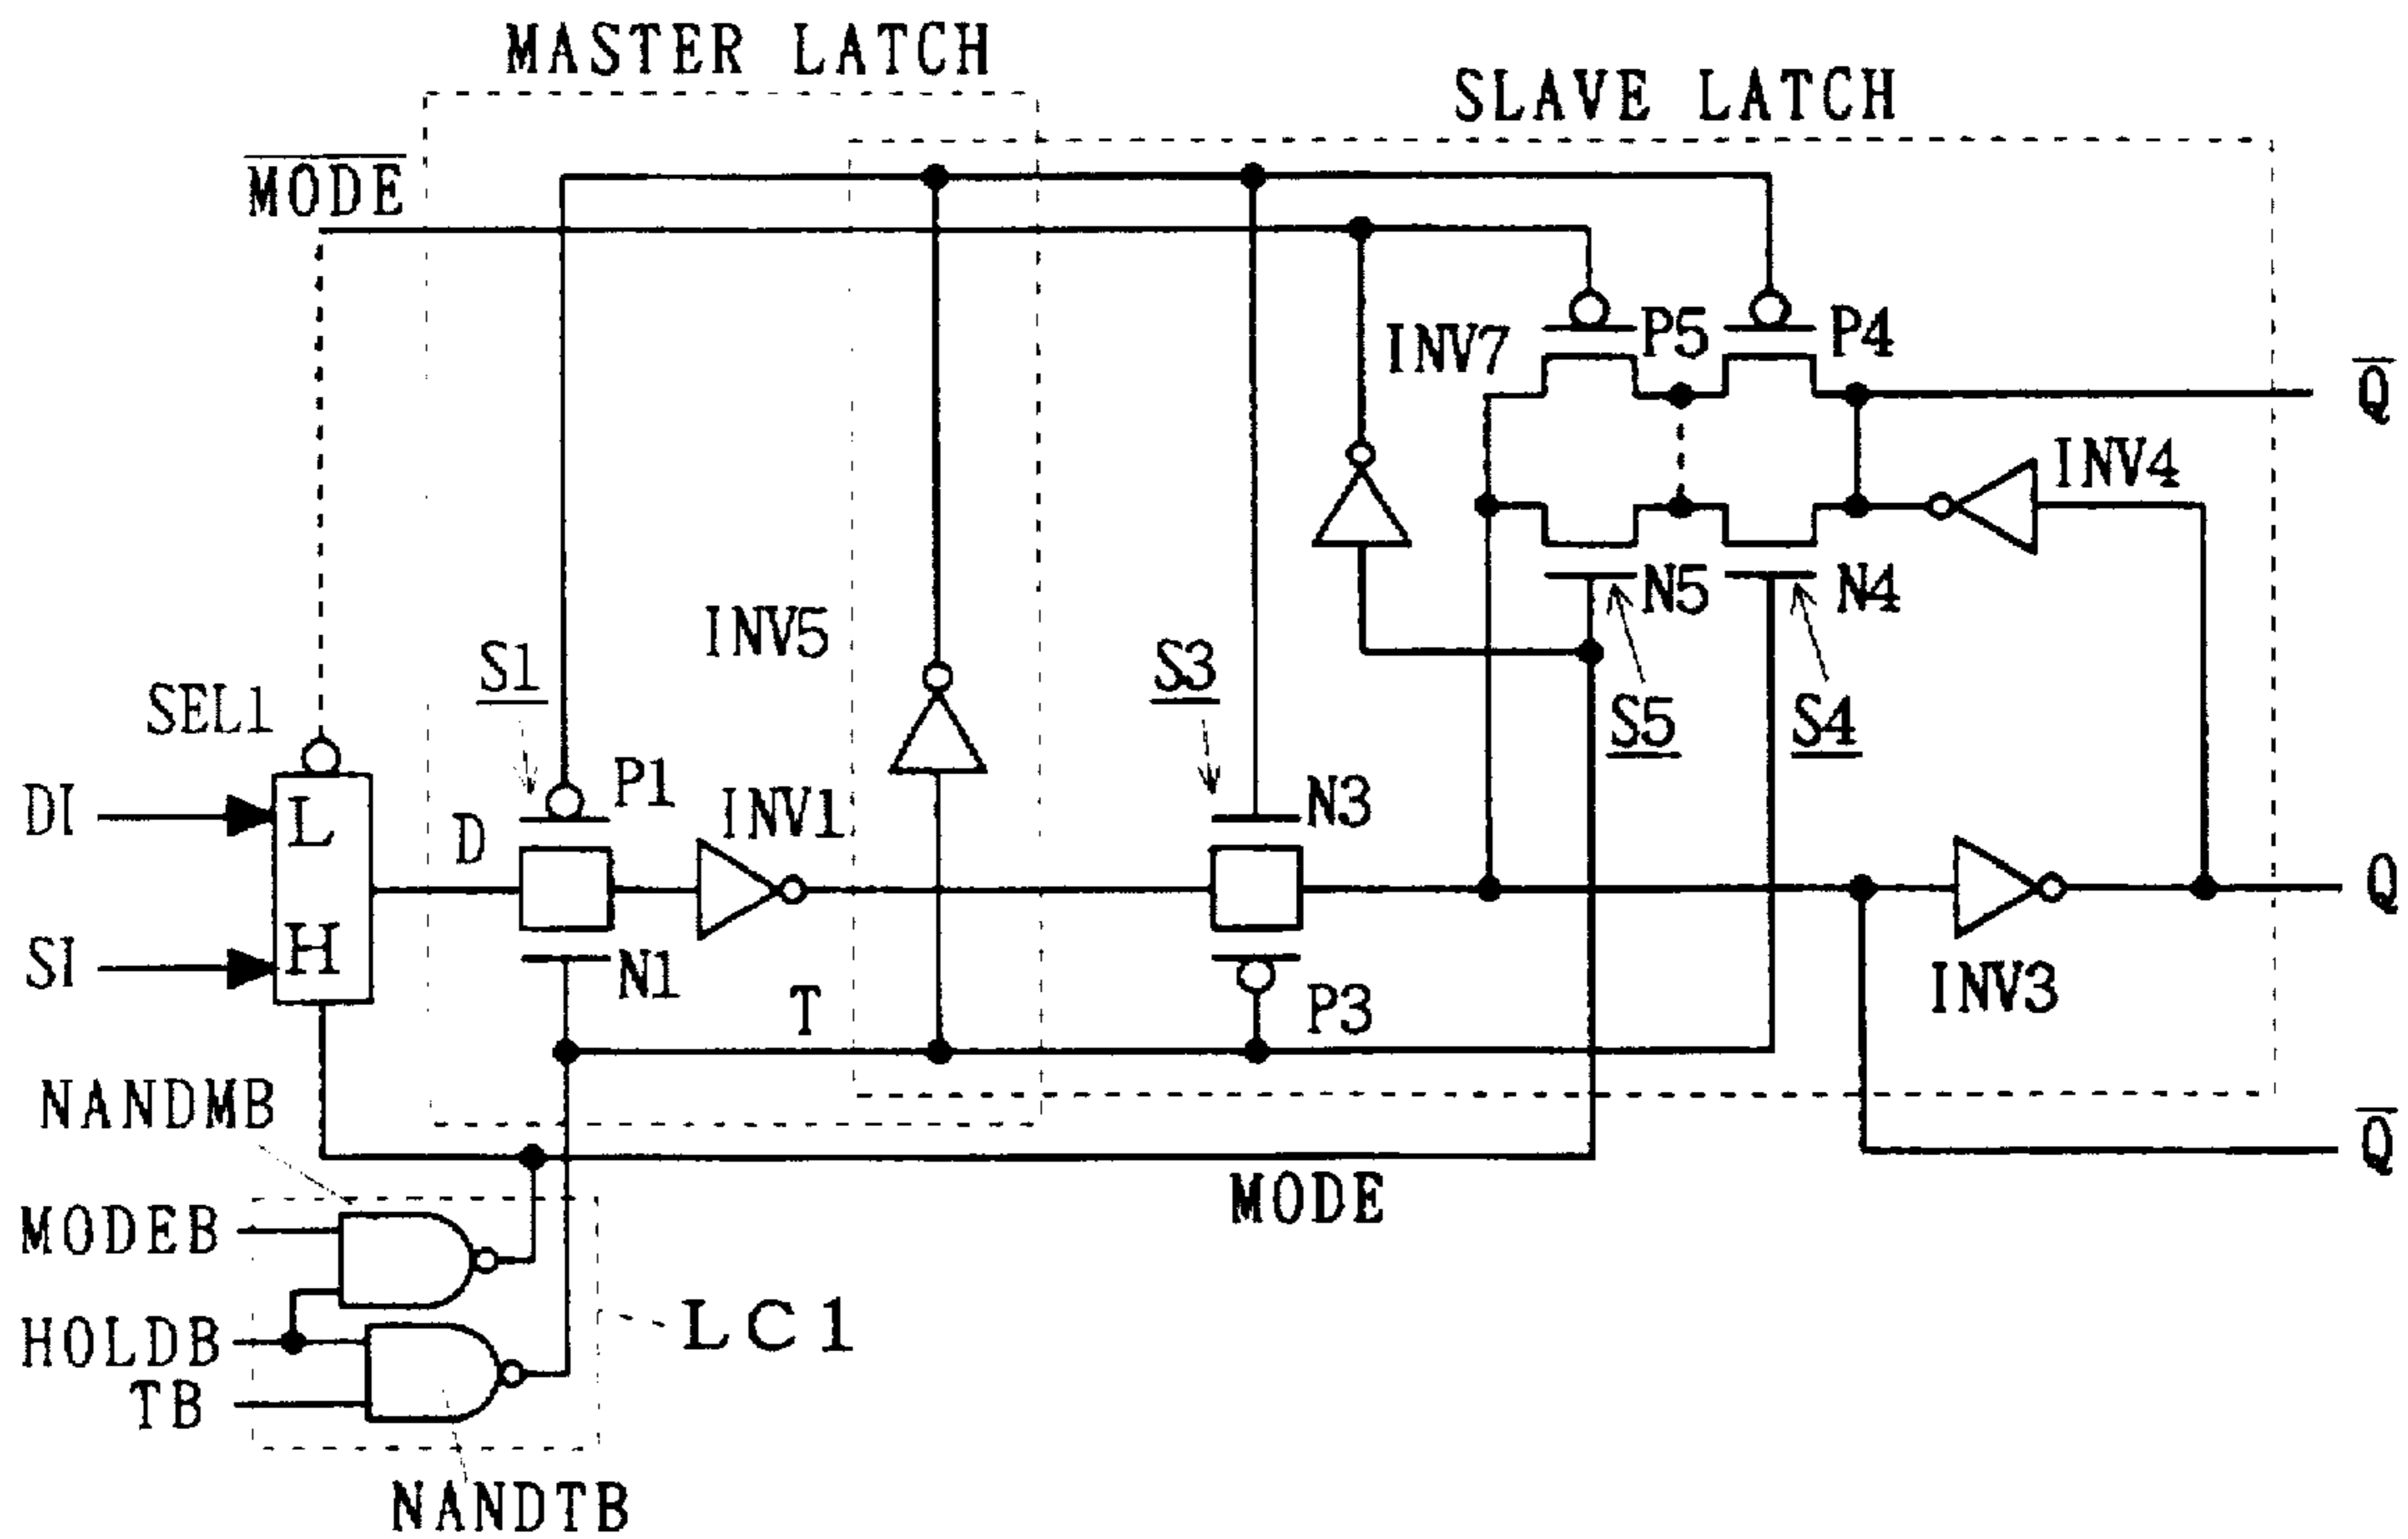 MASTER LATCH
SLAVE LATCH
M̅O̅D̅E̅
INV7
P5
P4
Q̅
INV4
N5
N4
INV5
S1
S3
S5
S4
SEL1
DI
L
D
P1
INV1
N3
Q
SI
H
N1
T
P3
INV3
NANDMB
Q̅
MODE
MODEB
HOLDB
LC1
TB
NANDTB